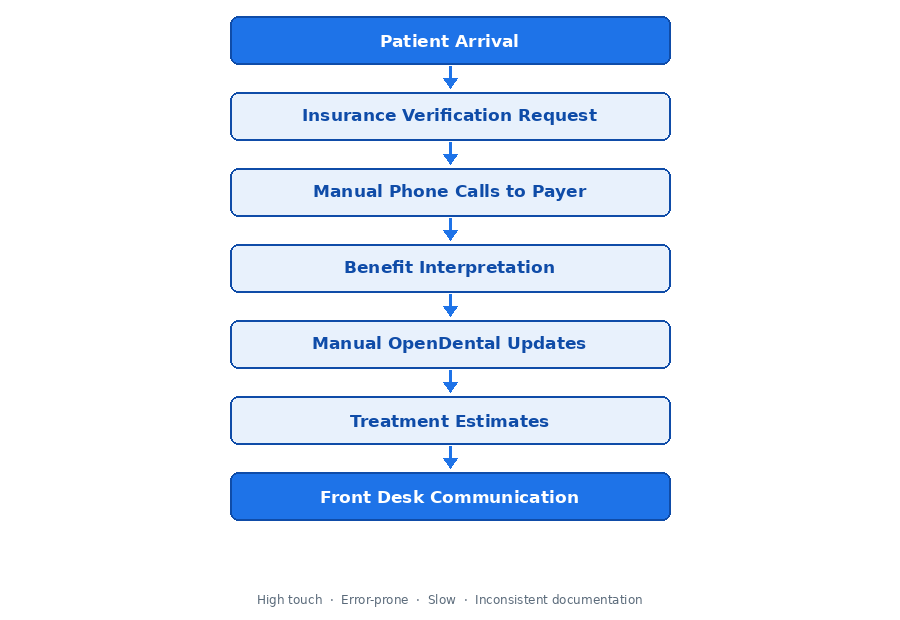 Patient Arrival
Insurance Verification Request
Manual Phone Calls to Payer
Benefit Interpretation
Manual OpenDental Updates
Treatment Estimates
Front Desk Communication
High touch · Error-prone · Slow · Inconsistent documentation